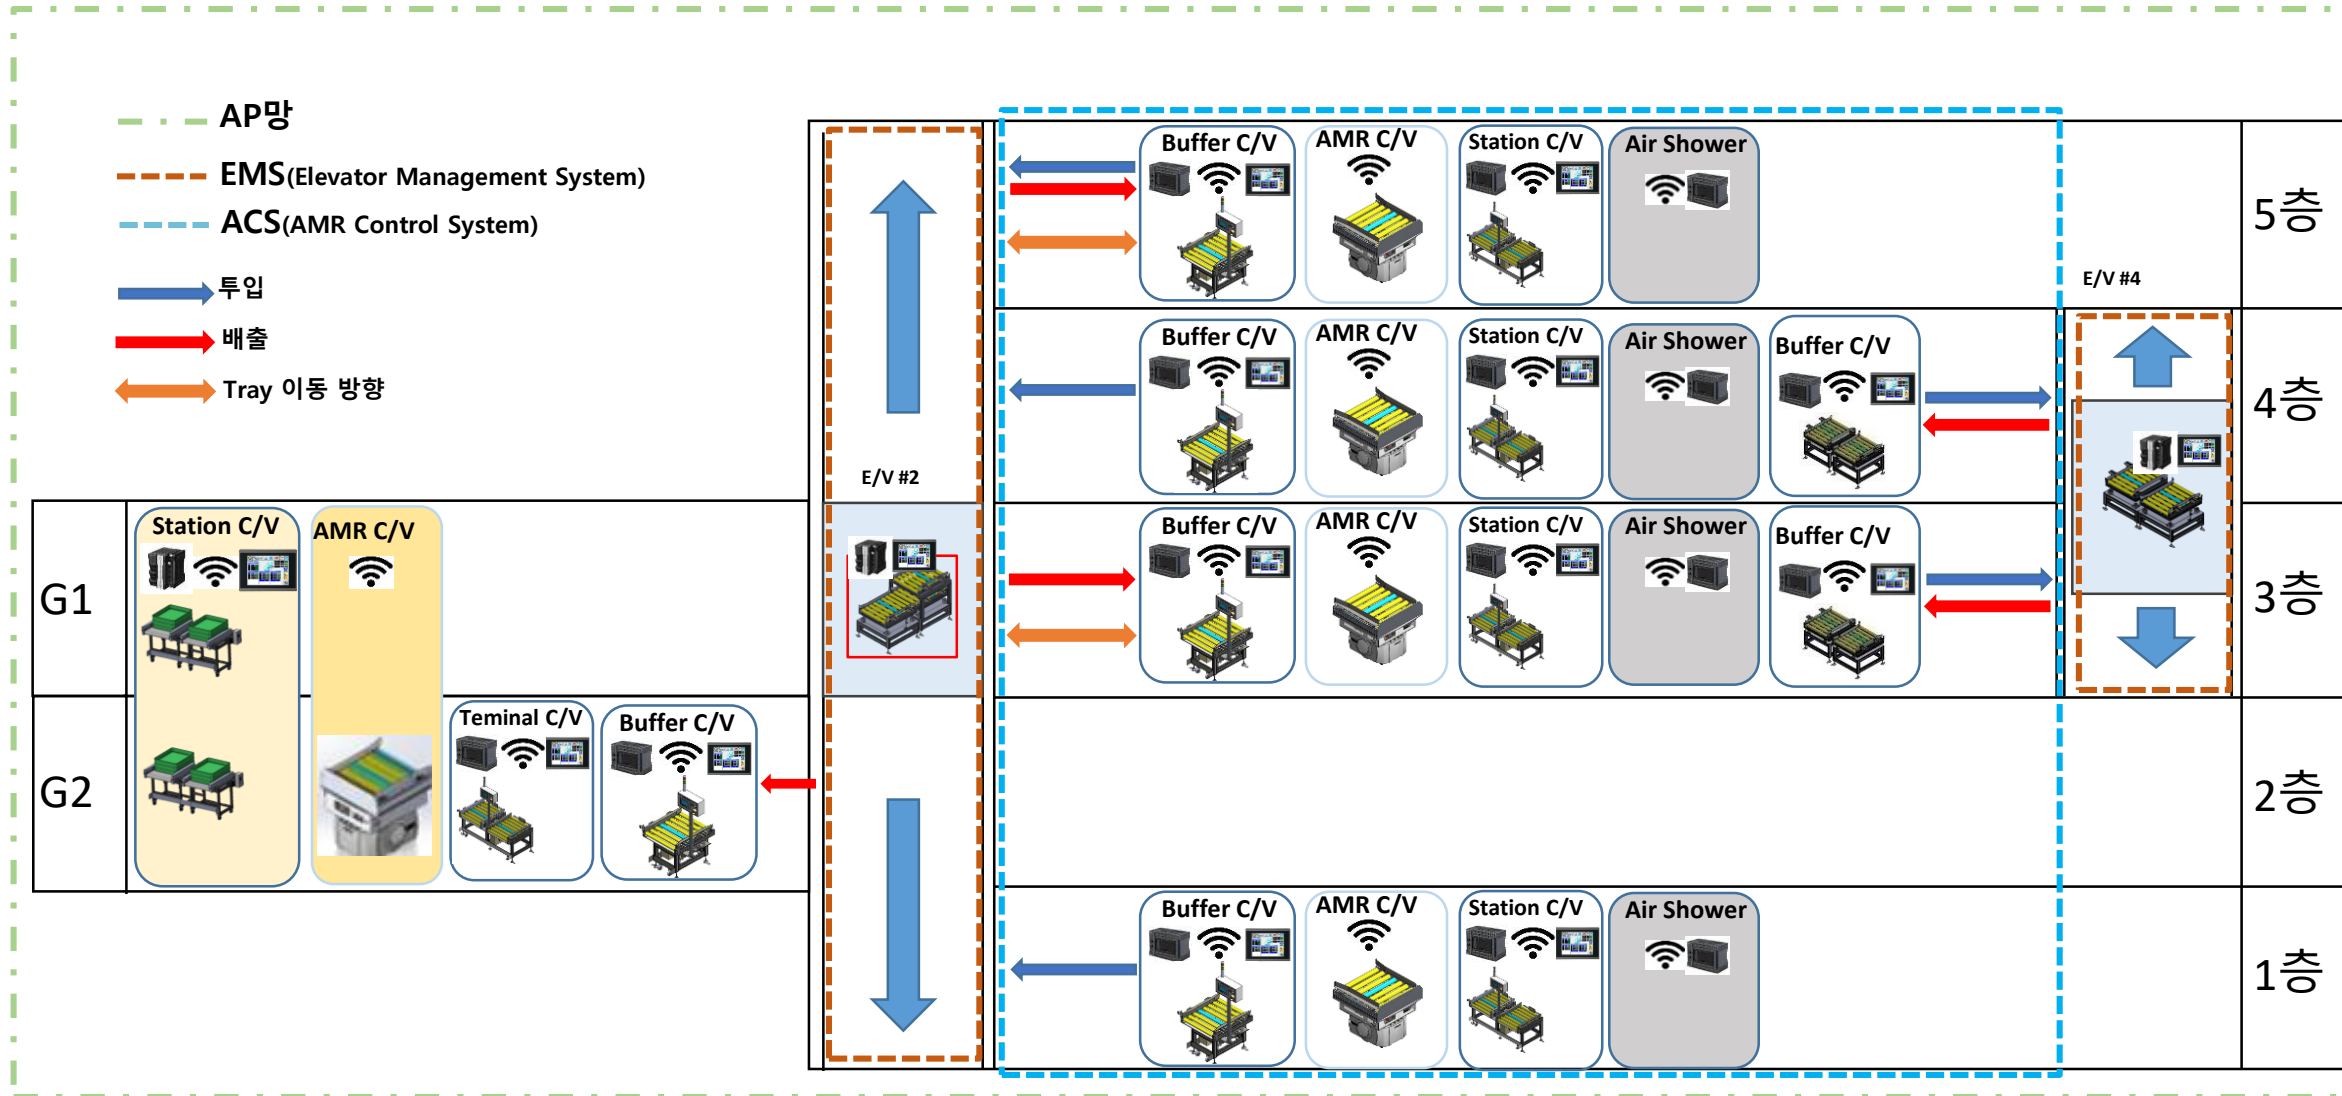 AP망
EMS(Elevator Management System)
ACS(AMR Control System)
투입
배출
Tray 이동 방향
E/V #2
E/V #4
Buffer C/V
AMR C/V
Station C/V
Air Shower
5층
Buffer C/V
AMR C/V
Station C/V
Air Shower
Buffer C/V
4층
G1
Station C/V
AMR C/V
Buffer C/V
AMR C/V
Station C/V
Air Shower
Buffer C/V
3층
G2
Teminal C/V
Buffer C/V
2층
Buffer C/V
AMR C/V
Station C/V
Air Shower
1층